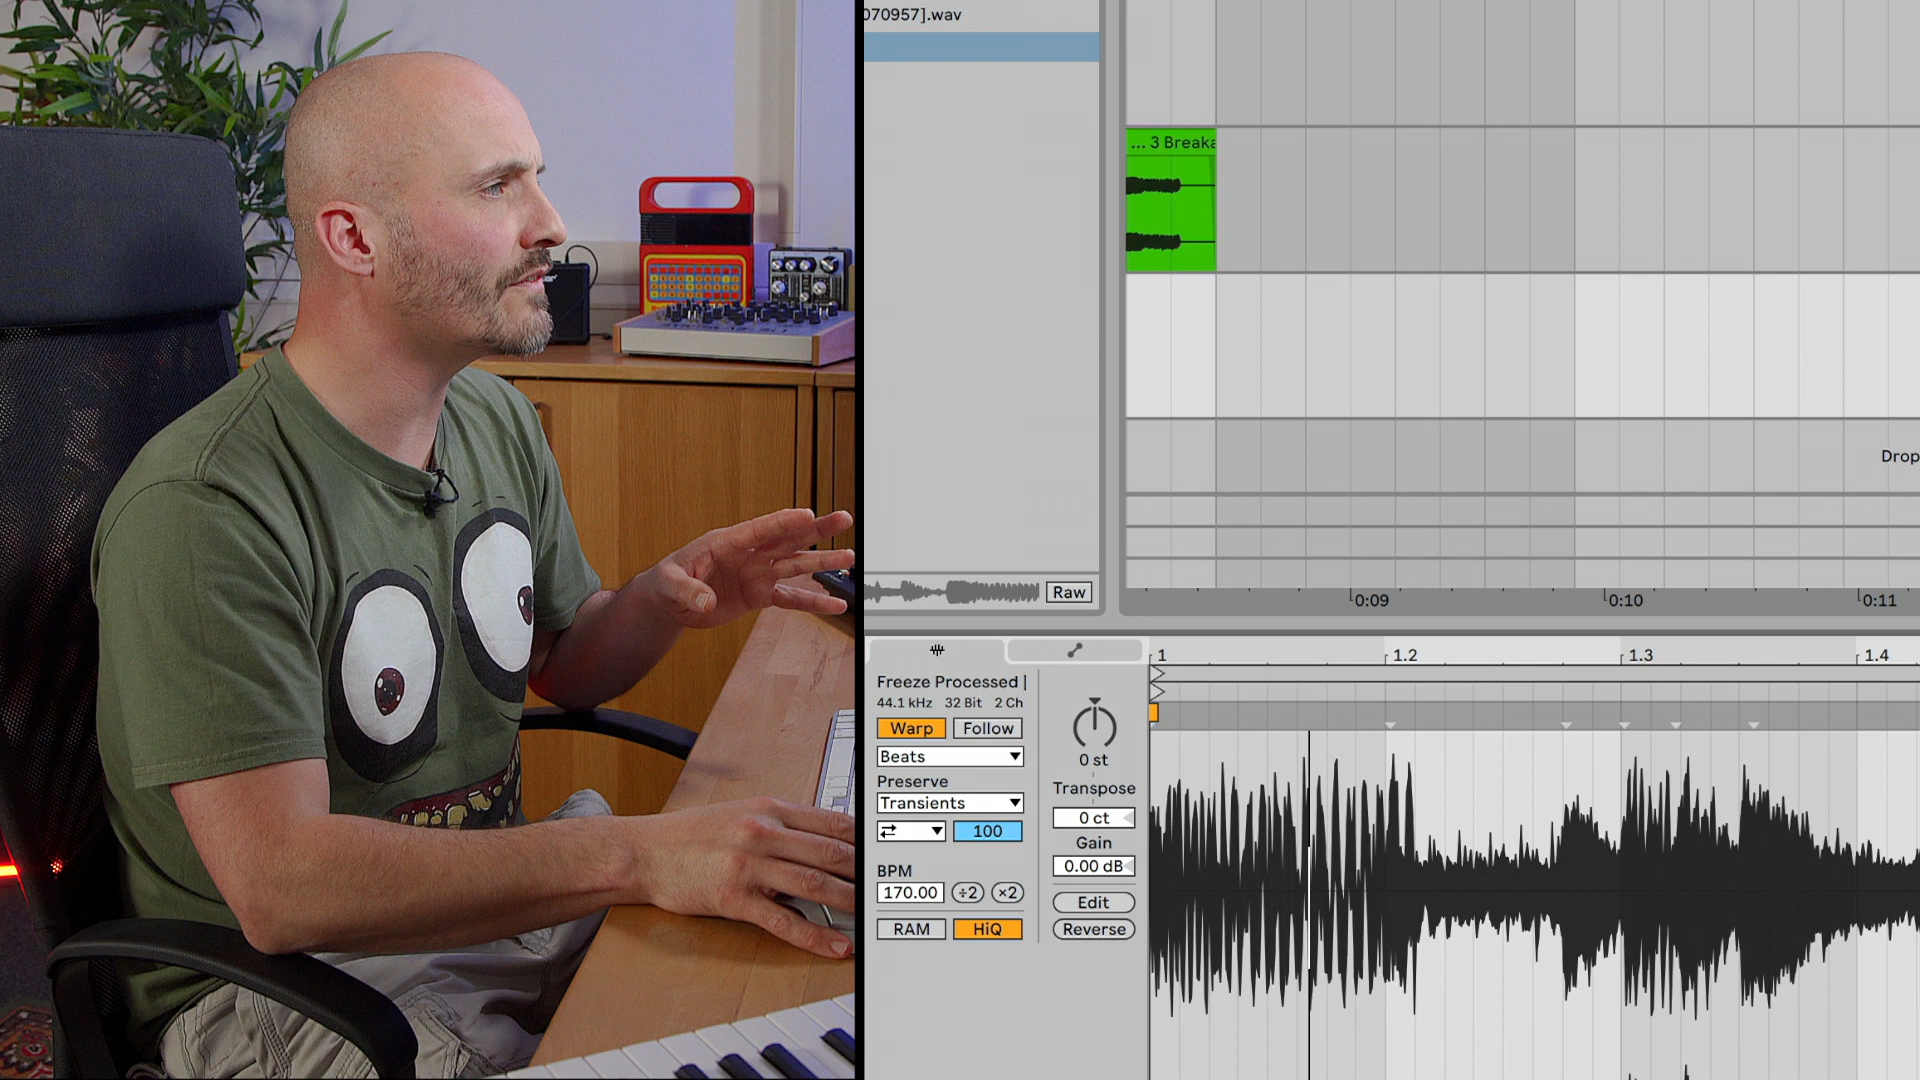 070957].wav
... 3 Breaka
Drop
Raw
0:09
0:10
0:11
1
1.2
1.3
1.4
Freeze Processed |
44.1 kHz 32 Bit 2 Ch
Warp
Follow
Beats
Preserve
Transients
100
BPM
170.00
÷2
×2
RAM
HiQ
0 st
Transpose
0 ct
Gain
0.00 dB
Edit
Reverse